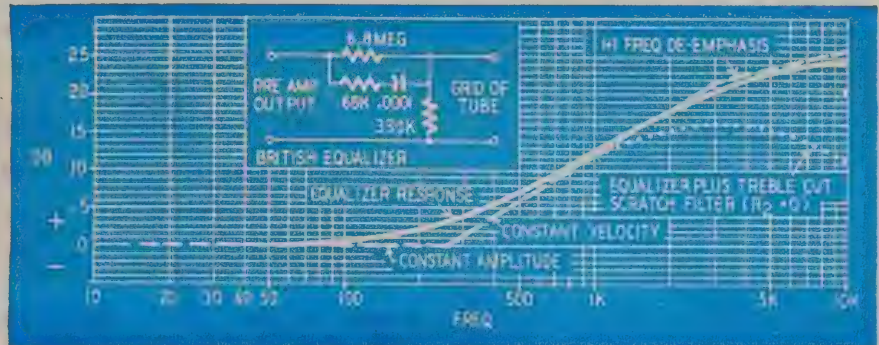 6.8MEG
PRE AMP
OUTPUT
68K .0001
330K
GRID OF
TUBE
BRITISH EQUALIZER
HI FREQ DE-EMPHASIS
EQUALIZER RESPONSE
EQUALIZER PLUS TREBLE CUT
SCRATCH FILTER
CONSTANT VELOCITY
CONSTANT AMPLITUDE
25
20
15
10
5
0
DB
+
−
10 20 30 40 50 100 500 1K 5K 10K
FREQ